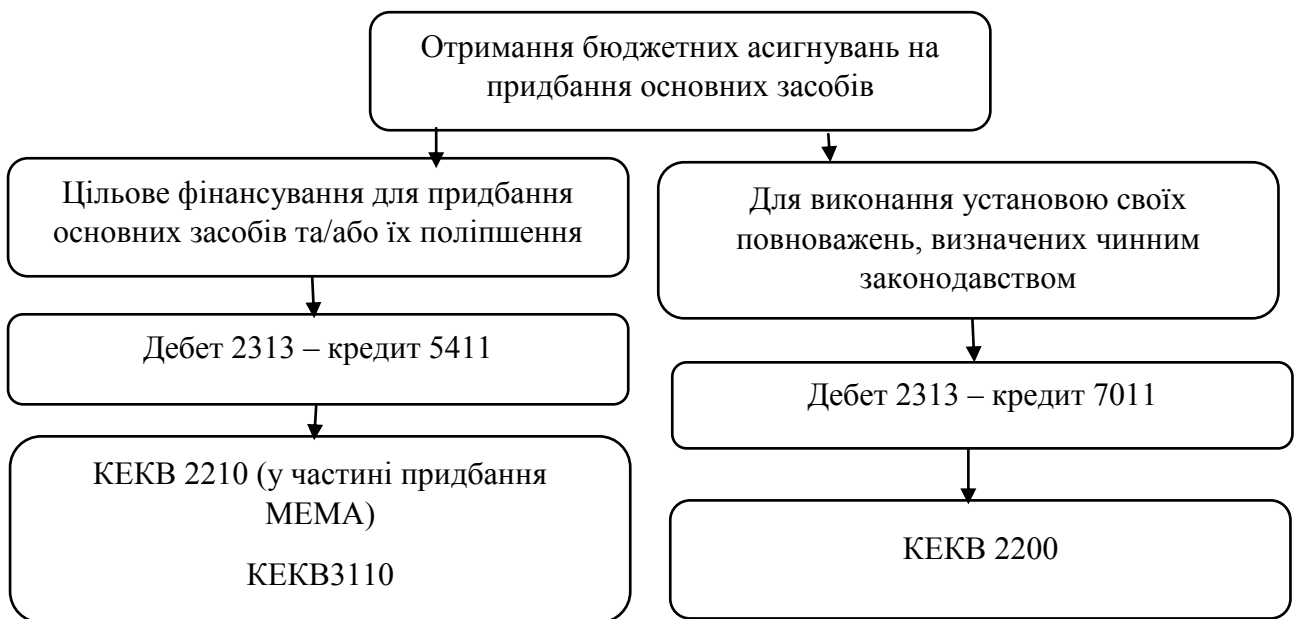 Отримання бюджетних асигнувань на
придбання основних засобів
Цільове фінансування для придбання
основних засобів та/або їх поліпшення
Дебет 2313 – кредит 5411
КЕКВ 2210 (у частині придбання
МЕМА)
КЕКВ3110
Для виконання установою своїх
повноважень, визначених чинним
законодавством
Дебет 2313 – кредит 7011
КЕКВ 2200